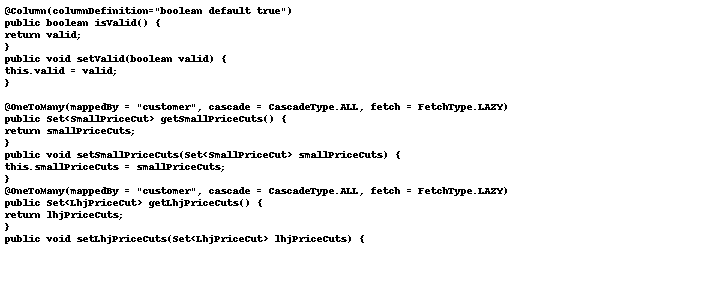 @Column(columnDefinition="boolean default true")
public boolean isValid() {
return valid;
}
public void setValid(boolean valid) {
this.valid = valid;
}
@OneToMany(mappedBy = "customer", cascade = CascadeType.ALL, fetch = FetchType.LAZY)
public Set<SmallPriceCut> getSmallPriceCuts() {
return smallPriceCuts;
}
public void setSmallPriceCuts(Set<SmallPriceCut> smallPriceCuts) {
this.smallPriceCuts = smallPriceCuts;
}
@OneToMany(mappedBy = "customer", cascade = CascadeType.ALL, fetch = FetchType.LAZY)
public Set<LhjPriceCut> getLhjPriceCuts() {
return lhjPriceCuts;
}
public void setLhjPriceCuts(Set<LhjPriceCut> lhjPriceCuts) {